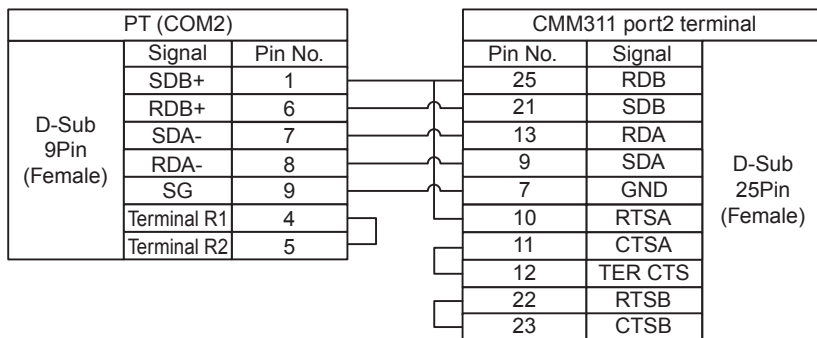 PT (COM2)
Signal Pin No.
SDB+ 1
RDB+ 6
SDA- 7
RDA- 8
SG 9
Terminal R1 4
Terminal R2 5
D-Sub
9Pin
(Female)
CMM311 port2 terminal
Pin No. Signal
25 RDB
21 SDB
13 RDA
9 SDA
7 GND
10 RTSA
11 CTSA
12 TER CTS
22 RTSB
23 CTSB
D-Sub
25Pin
(Female)